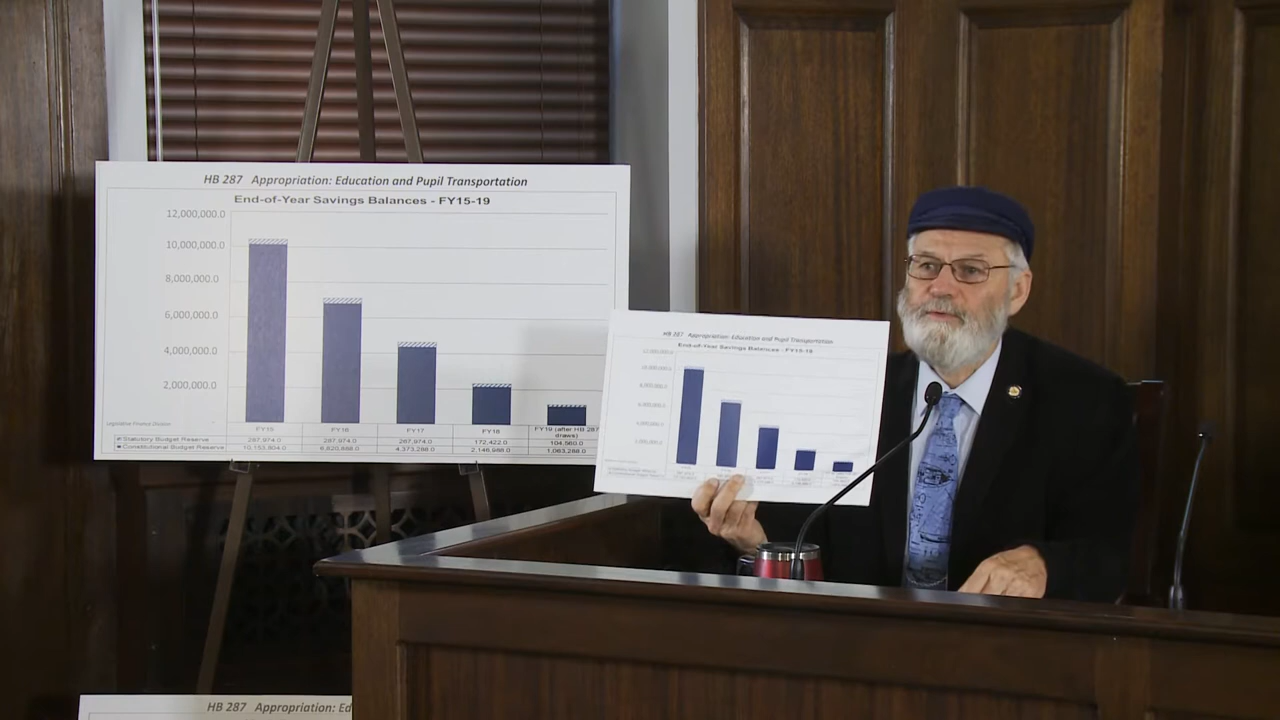 HB 287 Appropriation: Education and Pupil Transportation
End-of-Year Savings Balances - FY15-19
12,000,000.0
10,000,000.0
8,000,000.0
6,000,000.0
4,000,000.0
2,000,000.0
Legislative Finance Division
FY15 FY16 FY17 FY18 FY19 (after HB 287 draws)
Statutory Budget Reserve 287,974.0 287,974.0 287,974.0 172,422.0 104,560.0
Constitutional Budget Reserve 10,153,604.0 6,820,888.0 4,373,288.0 2,146,988.0 1,063,288.0
HB 287 Appropriation: Education and Pupil Transportation
End-of-Year Savings Balances - FY15-19
HB 287 Appropriation: Ed